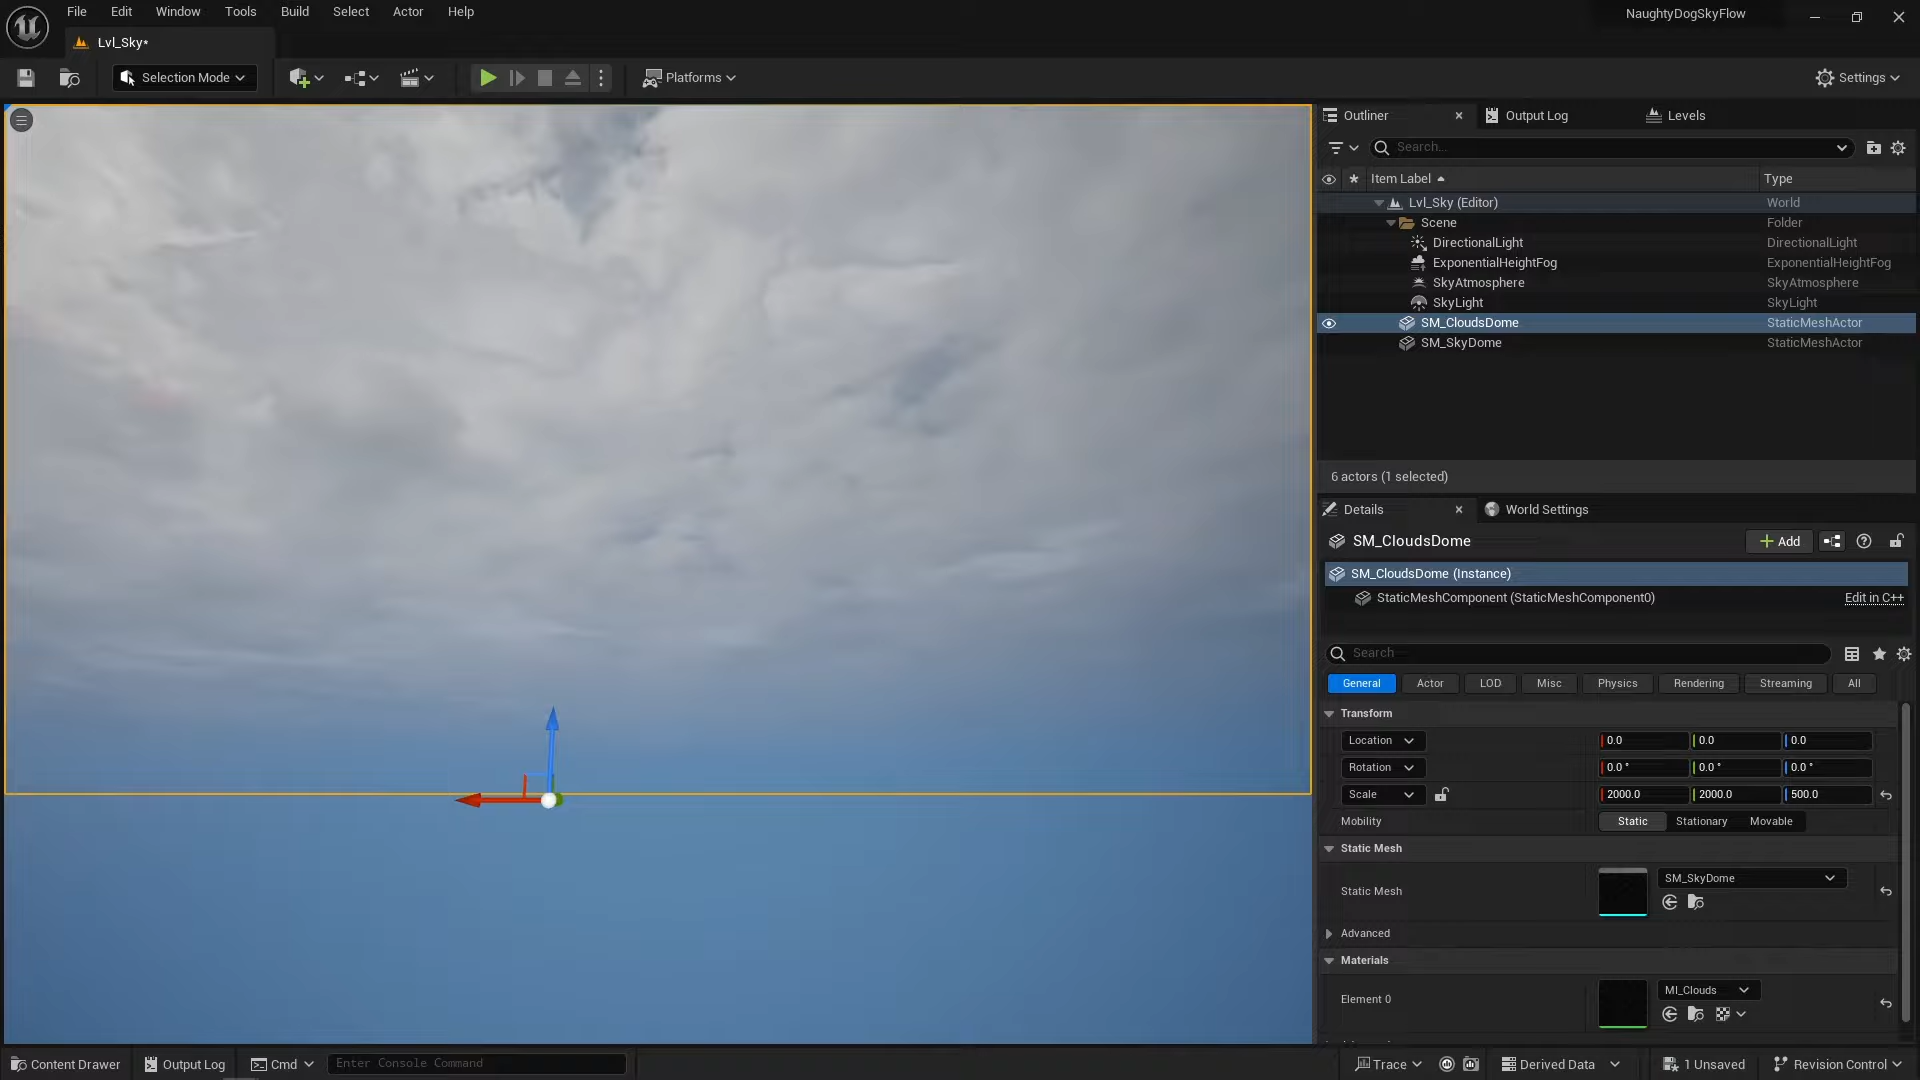 File Edit Window Tools Build Select Actor Help
NaughtyDogSkyFlow
Lvl_Sky*
Selection Mode
Platforms
Settings
Outliner
Output Log
Levels
Search...
Item Label
Type
Lvl_Sky (Editor) World
Scene Folder
DirectionalLight DirectionalLight
ExponentialHeightFog ExponentialHeightFog
SkyAtmosphere SkyAtmosphere
SkyLight SkyLight
SM_CloudsDome StaticMeshActor
SM_SkyDome StaticMeshActor
6 actors (1 selected)
Details
World Settings
SM_CloudsDome
Add
SM_CloudsDome (Instance)
StaticMeshComponent (StaticMeshComponent0) Edit in C++
Search
General Actor LOD Misc Physics Rendering Streaming All
Transform
Location 0.0 0.0 0.0
Rotation 0.0 ° 0.0 ° 0.0 °
Scale 2000.0 2000.0 500.0
Mobility Static Stationary Movable
Static Mesh
Static Mesh SM_SkyDome
Advanced
Materials
Element 0 MI_Clouds
Content Drawer Output Log Cmd Enter Console Command Trace Derived Data 1 Unsaved Revision Control